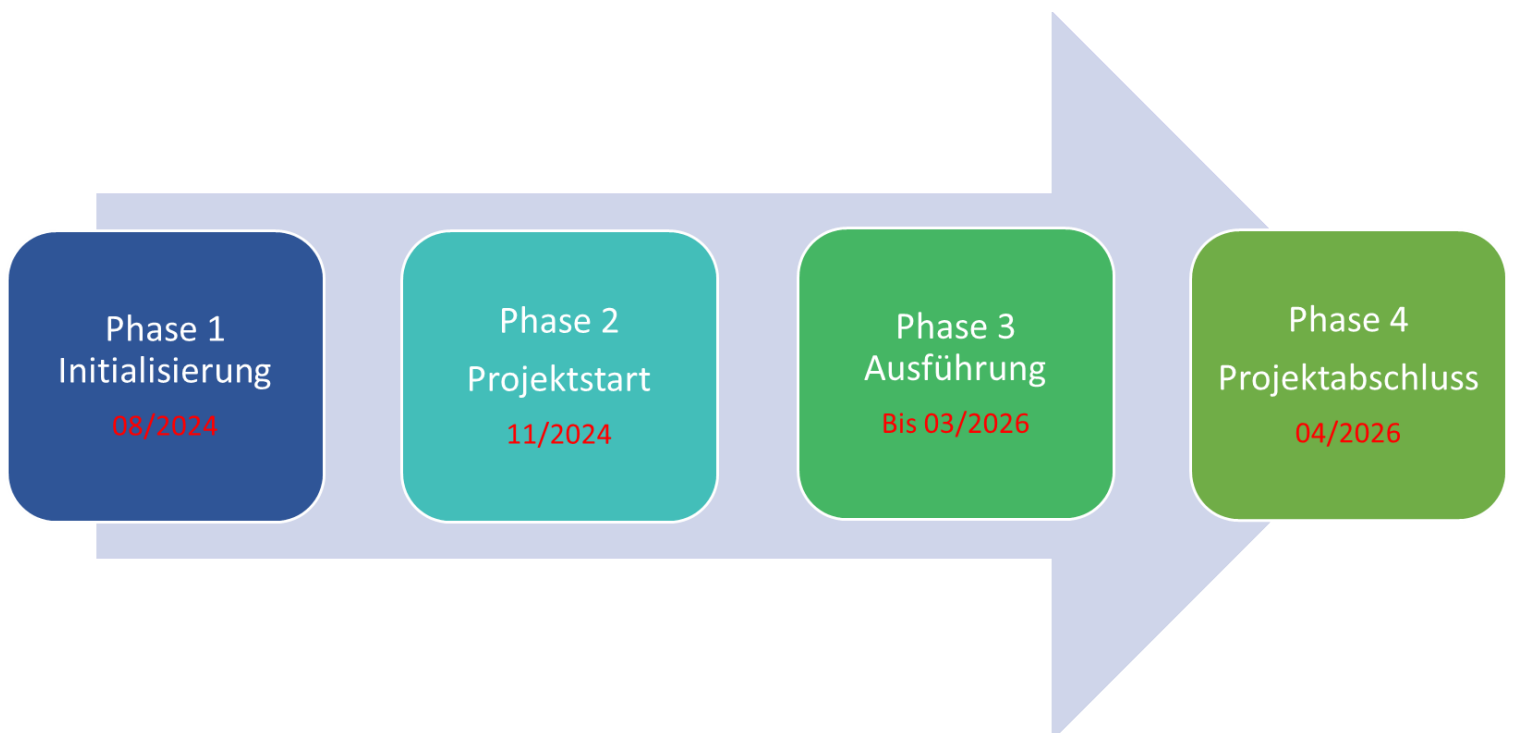 Phase 1
Initialisierung
08/2024
Phase 2
Projektstart
11/2024
Phase 3
Ausführung
Bis 03/2026
Phase 4
Projektabschluss
04/2026